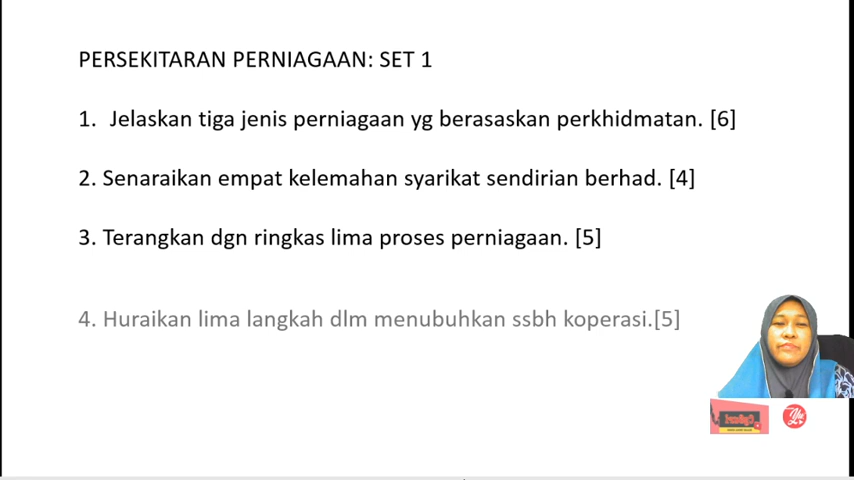 PERSEKITARAN PERNIAGAAN: SET 1
1. Jelaskan tiga jenis perniagaan yg berasaskan perkhidmatan. [6]
2. Senaraikan empat kelemahan syarikat sendirian berhad. [4]
3. Terangkan dgn ringkas lima proses perniagaan. [5]
4. Huraikan lima langkah dlm menubuhkan ssbh koperasi.[5]